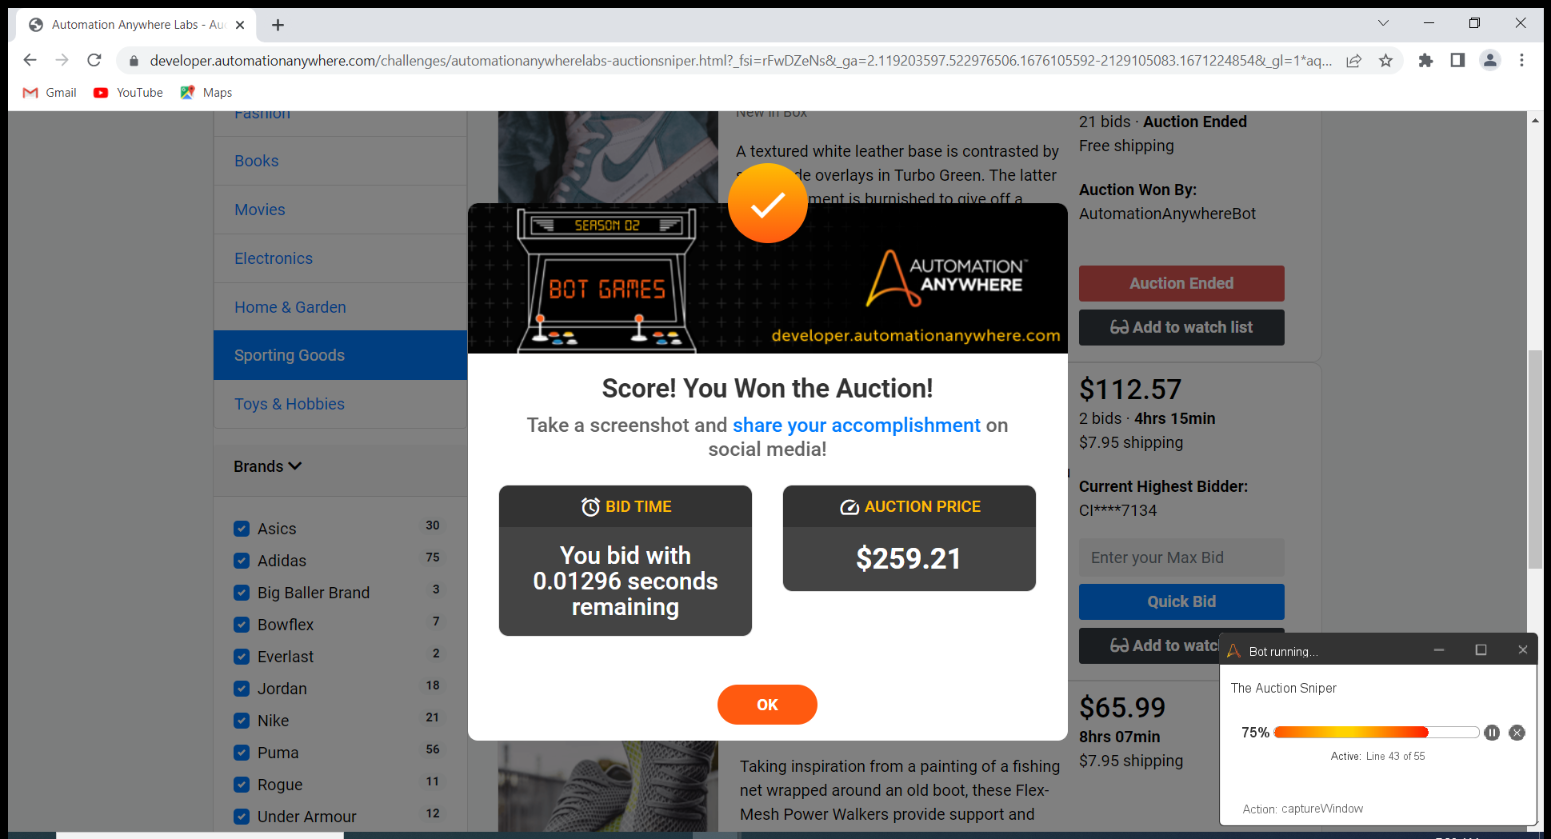 Automation Anywhere Labs - Au
developer.automationanywhere.com/challenges/automationanywherelabs-auctionsniper.html?_fsi=rFwDZeNs&_ga=2.119203597.522976506.1676105592-2129105083.1671224854&_gl=1*aq...
Gmail
YouTube
Maps
Fashion
Books
Movies
Electronics
Home & Garden
Sporting Goods
Toys & Hobbies
Brands
Asics 30
Adidas 75
Big Baller Brand 3
Bowflex 7
Everlast 2
Jordan 18
Nike 21
Puma 56
Rogue 11
Under Armour 12
New in Box
A textured white leather base is contrasted by
de overlays in Turbo Green. The latter
ment is burnished to give off a
21 bids · Auction Ended
Free shipping
Auction Won By:
AutomationAnywhereBot
Auction Ended
Add to watch list
SEASON 02
BOT GAMES
AUTOMATION
ANYWHERE
developer.automationanywhere.com
Score! You Won the Auction!
Take a screenshot and share your accomplishment on
social media!
BID TIME
You bid with
0.01296 seconds
remaining
AUCTION PRICE
$259.21
OK
$112.57
2 bids · 4hrs 15min
$7.95 shipping
Current Highest Bidder:
CI****7134
Enter your Max Bid
Quick Bid
Add to watc
$65.99
8hrs 07min
$7.95 shipping
Taking inspiration from a painting of a fishing
net wrapped around an old boot, these Flex-
Mesh Power Walkers provide support and
Bot running...
The Auction Sniper
75%
Active: Line 43 of 55
Action: captureWindow